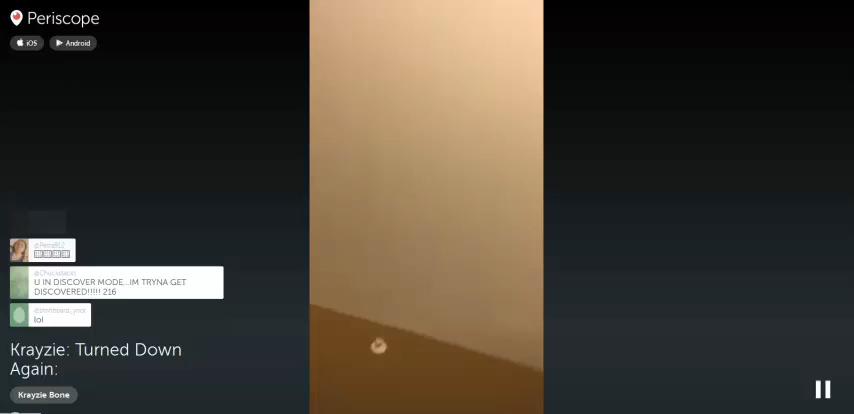 Periscope
iOS
Android
U IN DISCOVER MODE...IM TRYNA GET
DISCOVERED!!!!! 216
lol
Krayzie: Turned Down
Again:
Krayzie Bone